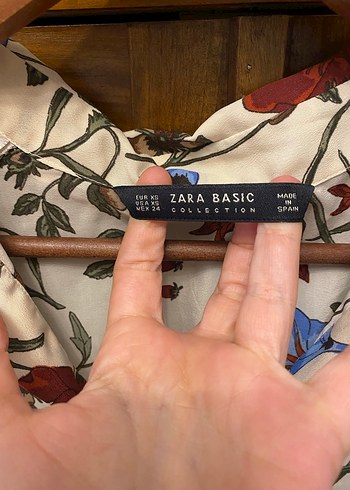 EUR XS
USA XS
MEX 24
ZARA BASIC
COLLECTION
MADE
IN
SPAIN